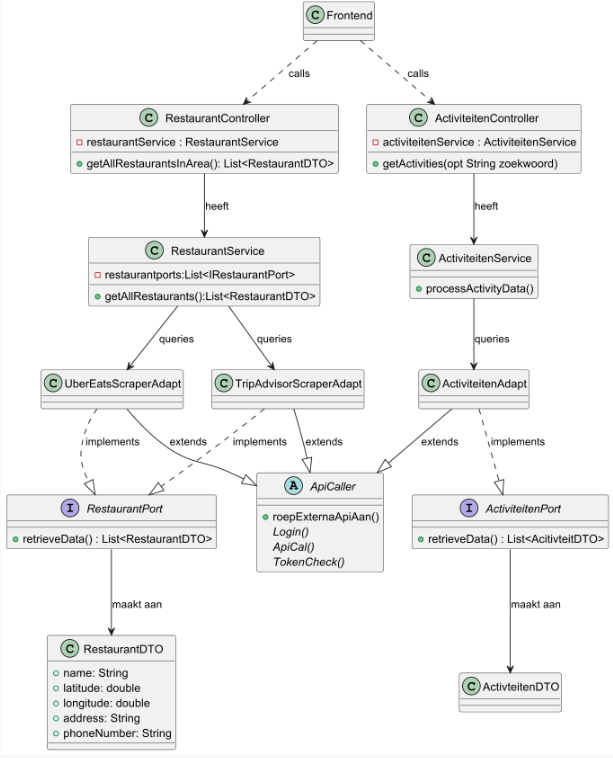 C Frontend
calls
calls
C RestaurantController
restaurantService : RestaurantService
getAllRestaurantsInArea(): List<RestaurantDTO>
C ActiviteitenController
activiteitenService : ActiviteitenService
getActivities(opt String zoekwoord)
heeft
heeft
C RestaurantService
restaurantports:List<IRestaurantPort>
getAllRestaurants():List<RestaurantDTO>
C ActiviteitenService
processActivityData()
queries
queries
queries
C UberEatsScraperAdapt
C TripAdvisorScraperAdapt
C ActiviteitenAdapt
implements
extends
implements
extends
extends
implements
I RestaurantPort
retrieveData() : List<RestaurantDTO>
A ApiCaller
roepExternaApiAan()
Login()
ApiCal()
TokenCheck()
I ActiviteitenPort
retrieveData() : List<AcitivteitDTO>
maakt aan
maakt aan
C RestaurantDTO
name: String
latitude: double
longitude: double
address: String
phoneNumber: String
C ActivteitenDTO